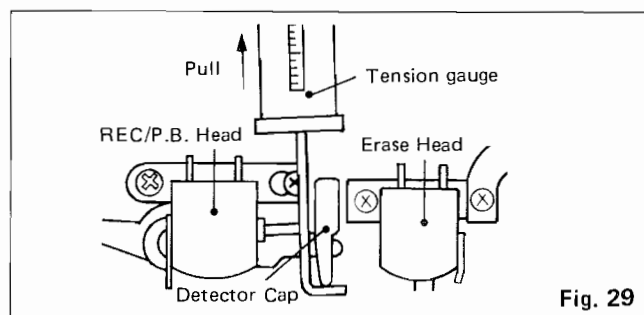 Pull
Tension gauge
REC/P.B. Head
Erase Head
Detector Cap
Fig. 29